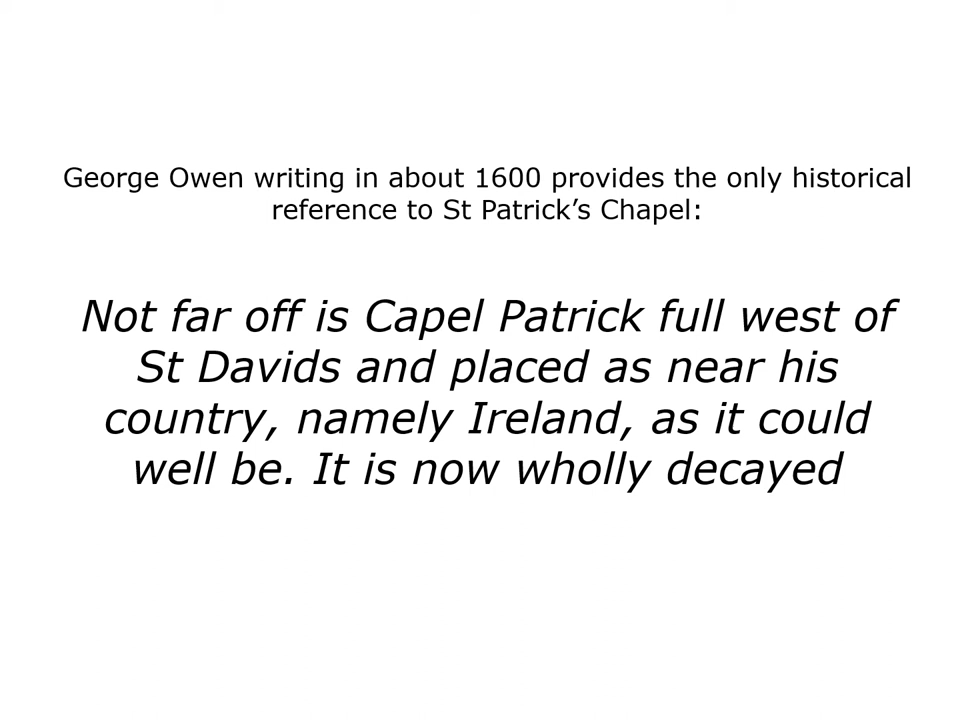 George Owen writing in about 1600 provides the only historical
reference to St Patrick’s Chapel:
Not far off is Capel Patrick full west of
St Davids and placed as near his
country, namely Ireland, as it could
well be. It is now wholly decayed